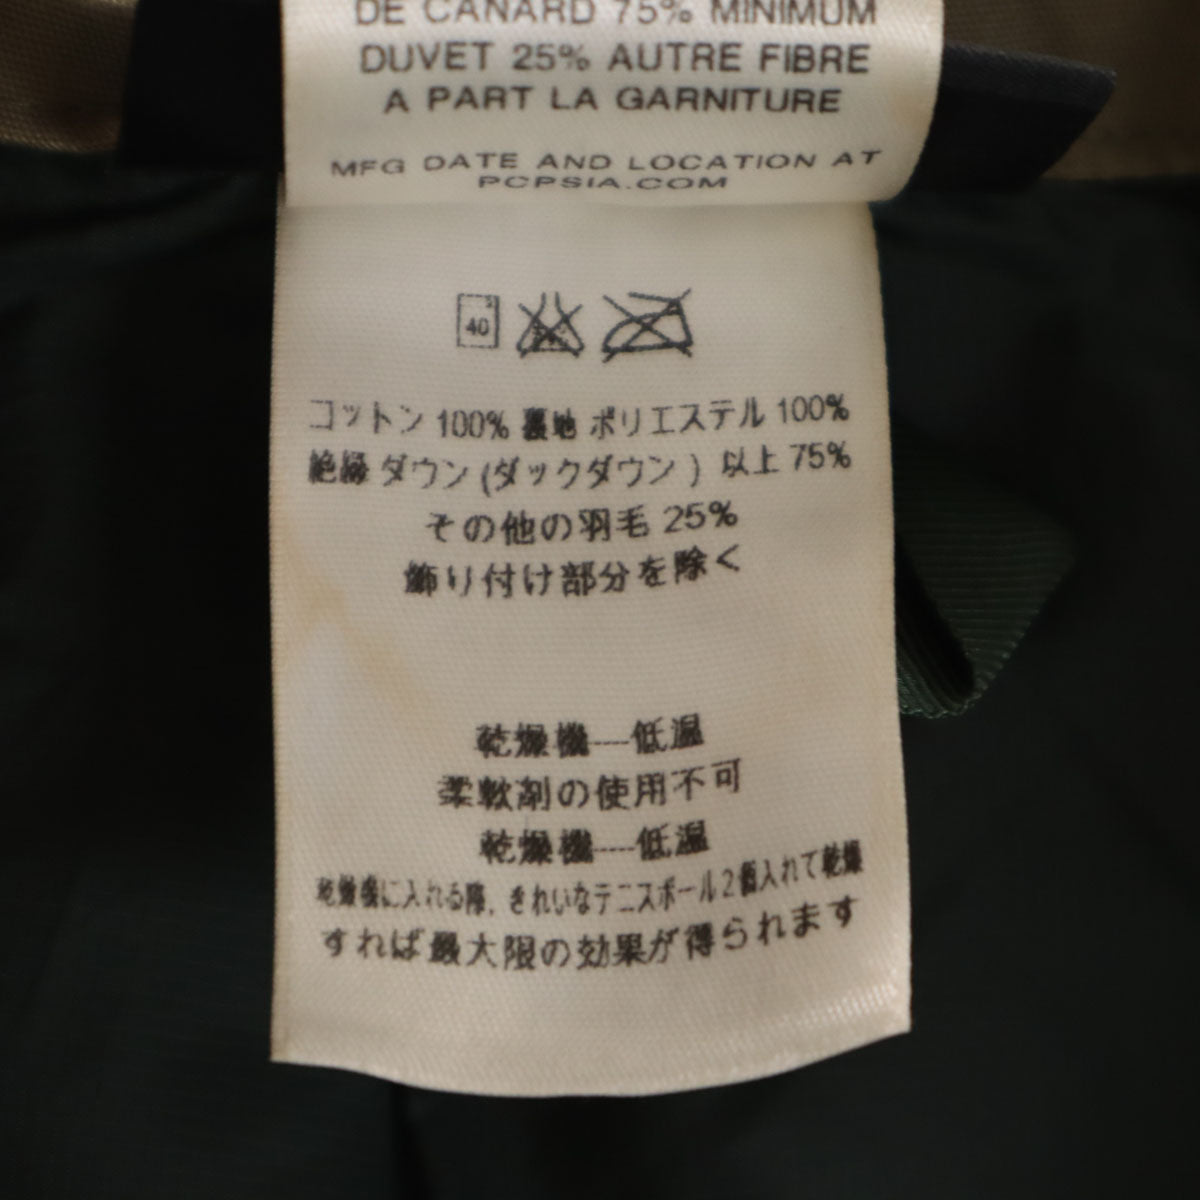 DE CANARD 75% MINIMUM
DUVET 25% AUTRE FIBRE
A PART LA GARNITURE
MFG DATE AND LOCATION AT
PCPSIA.COM
40
コットン 100% 裏地 ポリエステル 100%
絶縁 ダウン (ダックダウン) 以上 75%
その他の羽毛 25%
飾り付け部分を除く
乾燥機----低温
柔軟剤の使用不可
乾燥機----低温
乾燥機に入れる際, きれいなテニスボール2個入れて乾燥
すれば最大限の効果が得られます